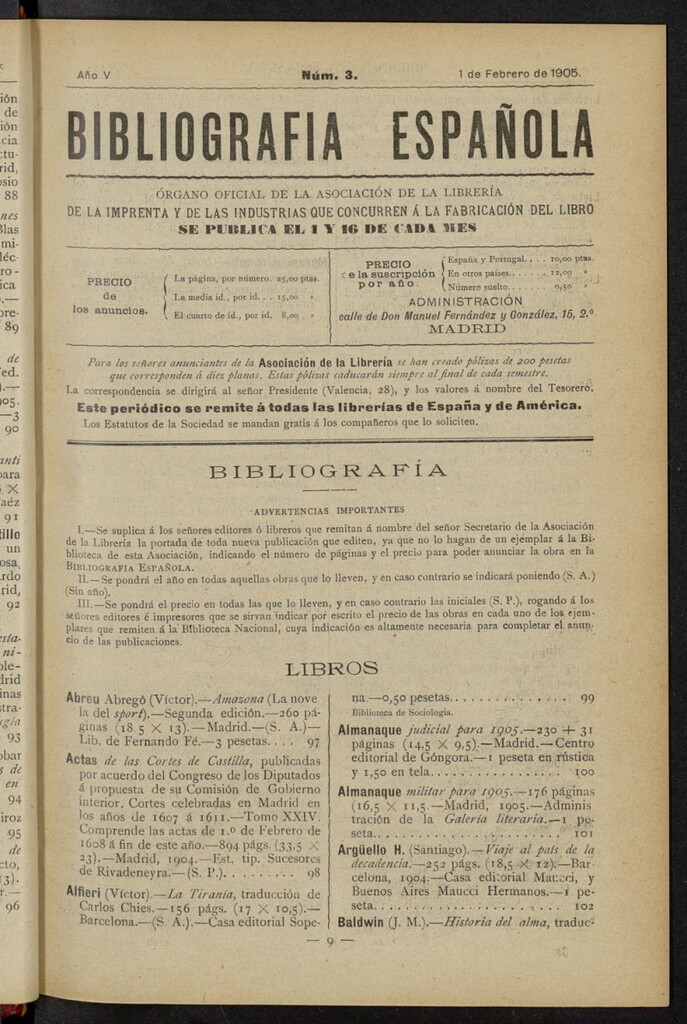 Año V
Núm. 3.
1 de Febrero de 1905.
BIBLIOGRAFIA ESPAÑOLA
ÓRGANO OFICIAL DE LA ASOCIACIÓN DE LA LIBRERÍA
DE LA IMPRENTA Y DE LAS INDUSTRIAS QUE CONCURREN Á LA FABRICACIÓN DEL LIBRO
SE PUBLICA EL 1 Y 16 DE CADA MES
PRECIO
de
los anuncios.
La página, por número. 25,00 ptas.
La media id., por id. . . 15,00 »
El cuarto de id., por id. 8,00 »
PRECIO
de la suscripción
por año.
España y Portugal. . . . 10,00 ptas.
En otros países. . . . . . . 12,00 »
Número suelto. . . . . . . 0,50 »
ADMINISTRACIÓN
calle de Don Manuel Fernández y González, 15, 2.º
MADRID
Para los señores anunciantes de la Asociación de la Librería se han creado pólizas de 200 pesetas
que corresponden á diez planas. Estas pólizas caducarán siempre al final de cada semestre.
La correspondencia se dirigirá al señor Presidente (Valencia, 28), y los valores á nombre del Tesorero.
Este periódico se remite á todas las librerías de España y de América.
Los Estatutos de la Sociedad se mandan gratis á los compañeros que lo soliciten.
BIBLIOGRAFÍA
ADVERTENCIAS IMPORTANTES
I.—Se suplica á los señores editores ó libreros que remitan á nombre del señor Secretario de la Asociación
de la Librería la portada de toda nueva publicación que editen, ya que no lo hagan de un ejemplar á la Bi-
blioteca de esta Asociación, indicando el número de páginas y el precio para poder anunciar la obra en la
BIBLIOGRAFIA ESPAÑOLA.
II.—Se pondrá el año en todas aquellas obras que lo lleven, y en caso contrario se indicará poniendo (S. A.)
(Sin año).
III.—Se pondrá el precio en todas las que lo lleven, y en caso contrario las iniciales (S. P.), rogando á los
señores editores é impresores que se sirvan indicar por escrito el precio de las obras en cada uno de los ejem-
plares que remiten á la Biblioteca Nacional, cuya indicación es altamente necesaria para completar el anun-
cio de las publicaciones.
LIBROS
Abreu Abregó (Víctor).—Amazona (La nove
la del sport).—Segunda edición.—260 pá-
ginas (18 5 × 13).—Madrid.—(S. A.)—
Lib. de Fernando Fé.—3 pesetas. . . . 97
Actas de las Cortes de Castilla, publicadas
por acuerdo del Congreso de los Diputados
á propuesta de su Comisión de Gobierno
interior. Cortes celebradas en Madrid en
los años de 1607 á 1611.—Tomo XXIV.
Comprende las actas de 1.º de Febrero de
1608 á fin de este año.—894 págs. (33,5 ×
23).—Madrid, 1904.—Est. tip. Sucesores
de Rivadeneyra.—(S. P.). . . . . . . . 98
Alfieri (Víctor).—La Tiranía, traducción de
Carlos Chies.—156 págs. (17 × 10,5).—
Barcelona.—(S. A.).—Casa editorial Sope-
na.—0,50 pesetas. . . . . . . . . . . . 99
Biblioteca de Sociología.
Almanaque judicial para 1905.—230 + 31
páginas (14,5 × 9,5).—Madrid.—Centro
editorial de Góngora.—1 peseta en rústica
y 1,50 en tela. . . . . . . . . . . . . . 100
Almanaque militar para 1905.—176 páginas
(16,5 × 11,5.—Madrid, 1905.—Adminis
tración de la Galería literaria.—1 pe-
seta. . . . . . . . . . . . . . . . . . . . 101
Argüello H. (Santiago).—Viaje al país de la
decadencia.—252 págs. (18,5 × 12).—Bar-
celona, 1904.—Casa editorial Maucci, y
Buenos Aires Maucci Hermanos.—1 pe-
seta. . . . . . . . . . . . . . . . . . . . 102
Baldwin (J. M.).—Historia del alma, traduc-
— 9 —